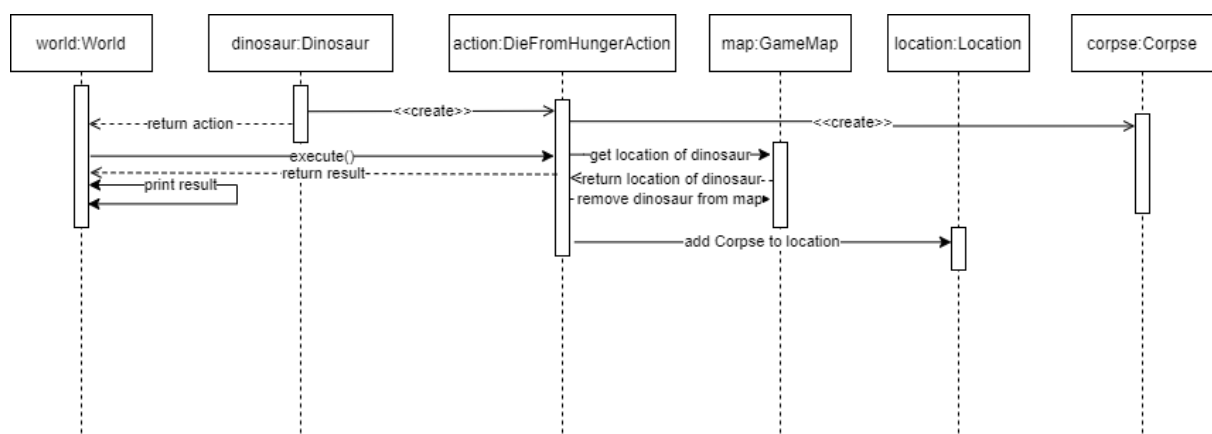 world:World
dinosaur:Dinosaur
action:DieFromHungerAction
map:GameMap
location:Location
corpse:Corpse
<<create>>
return action
<<create>>
execute()
get location of dinosaur
return result
return location of dinosaur
print result
remove dinosaur from map
add Corpse to location